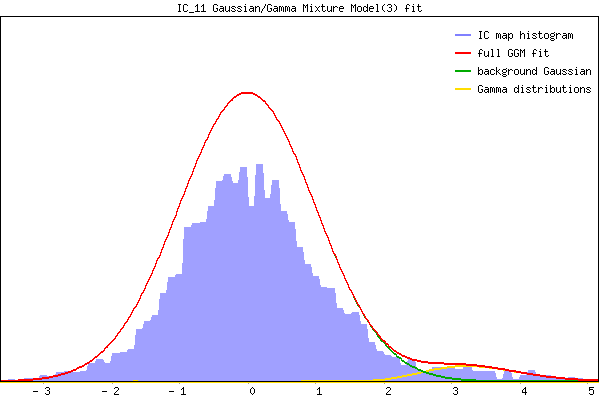 IC_11 Gaussian/Gamma Mixture Model(3) fit
IC map histogram
full GGM fit
background Gaussian
Gamma distributions
-3 -2 -1 0 1 2 3 4 5